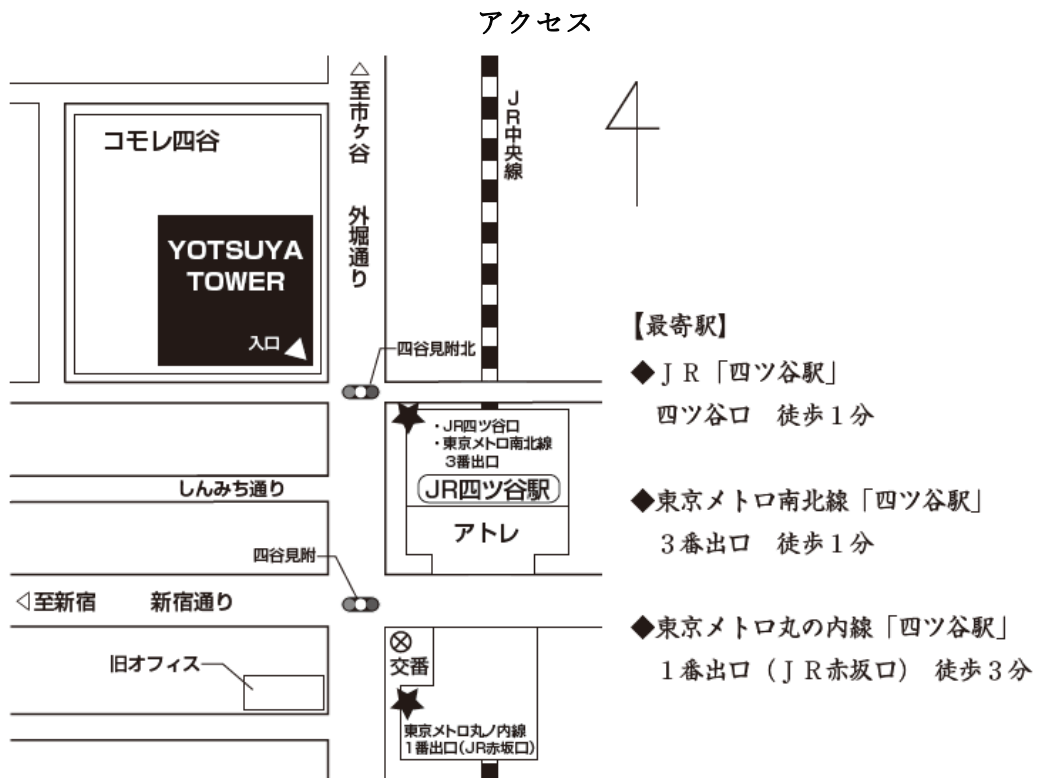 アクセス
△至市ケ谷
外堀通り
JR中央線
コモレ四谷
YOTSUYA
TOWER
入口
四谷見附北
・JR四ツ谷口
・東京メトロ南北線
3番出口
JR四ツ谷駅
アトレ
しんみち通り
四谷見附
◁至新宿
新宿通り
旧オフィス
交番
東京メトロ丸ノ内線
1番出口(JR赤坂口)
【最寄駅】
◆ＪＲ「四ツ谷駅」
四ツ谷口　徒歩１分
◆東京メトロ南北線「四ツ谷駅」
３番出口　徒歩１分
◆東京メトロ丸の内線「四ツ谷駅」
１番出口（ＪＲ赤坂口）　徒歩３分